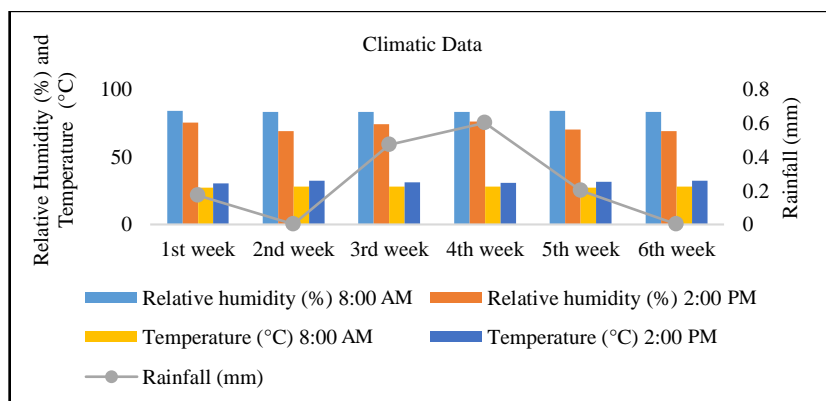 Climatic Data
Relative Humidity (%) and
Temperature (°C)
100
50
0
0.8
0.6
0.4
0.2
0
Rainfall (mm)
1st week 2nd week 3rd week 4th week 5th week 6th week
Relative humidity (%) 8:00 AM Relative humidity (%) 2:00 PM
Temperature (°C) 8:00 AM Temperature (°C) 2:00 PM
Rainfall (mm)